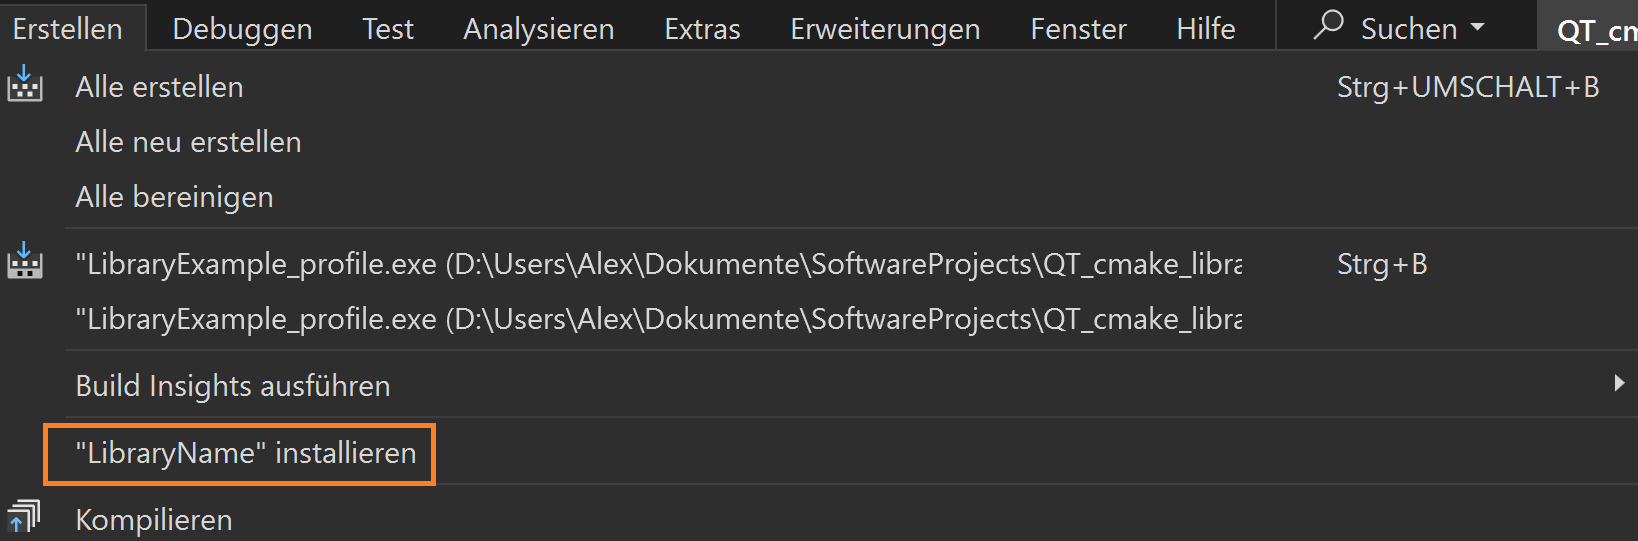 Erstellen Debuggen Test Analysieren Extras Erweiterungen Fenster Hilfe Suchen QT_cm
Alle erstellen Strg+UMSCHALT+B
Alle neu erstellen
Alle bereinigen
"LibraryExample_profile.exe (D:\Users\Alex\Dokumente\SoftwareProjects\QT_cmake_libra Strg+B
"LibraryExample_profile.exe (D:\Users\Alex\Dokumente\SoftwareProjects\QT_cmake_libra
Build Insights ausführen
"LibraryName" installieren
Kompilieren